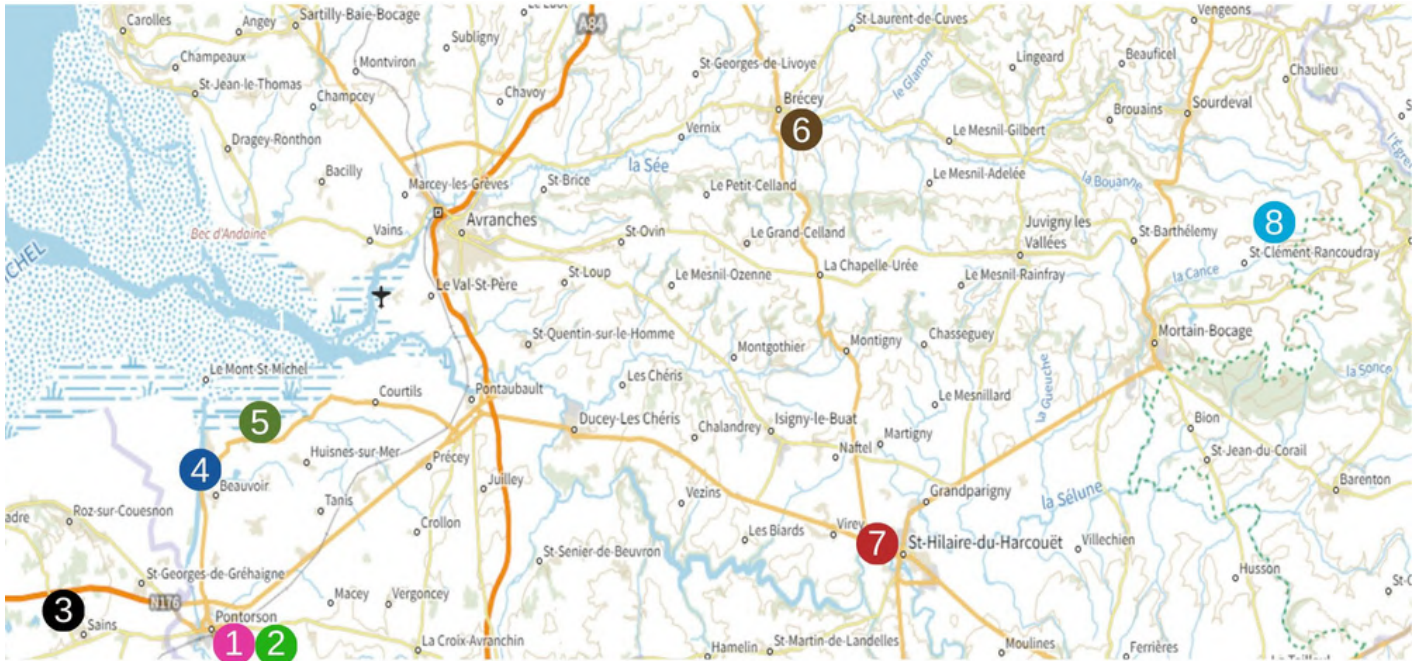 Carolles
Angey
Sartilly-Baie-Bocage
A84
St-Laurent-de-Cuves
Vengeons
Subligny
Champeaux
Montviron
St-Georges-de-Livoye
le Glanon
Lingeard
Beauficel
Chaulieu
St-Jean-le-Thomas
Champcey
Chavoy
Brécey
6
Brouains
Sourdeval
Dragey-Ronthon
Vernix
Le Mesnil-Gilbert
la Sée
Bacilly
Marcey-les-Grèves
St-Brice
Le Petit-Celland
Le Mesnil-Adelée
la Bouanne
Avranches
Juvigny les
Vallées
8
Bec d'Andaine
Vains
St-Ovin
Le Grand-Celland
St-Barthélemy
St-Clément-Rancoudray
MICHEL
St-Loup
Le Mesnil-Ozenne
La Chapelle-Urée
Le Mesnil-Rainfray
la Cance
Le Val-St-Père
St-Quentin-sur-le-Homme
Montgothier
Montigny
Chasseguey
Mortain-Bocage
Le Mont-St-Michel
Les Chéris
la Gueuche
la Sonce
Courtils
Pontaubault
Le Mesnillard
5
Ducey-Les Chéris
Chalandrey
Isigny-le-Buat
Martigny
Bion
4
Huisnes-sur-Mer
Précey
Naftel
St-Jean-du-Corail
Beauvoir
Juilley
Vezins
Grandparigny
la Sélune
Barenton
Roz-sur-Couesnon
Tanis
Crollon
Les Biards
Virey
7
St-Hilaire-du-Harcouët
Villechien
St-Senier-de-Beuvron
Husson
St-Georges-de-Gréhaigne
3
N176
Macey
Vergoncey
Sains
Pontorson
1
2
La Croix-Avranchin
Hamelin
St-Martin-de-Landelles
Moulines
Ferrières